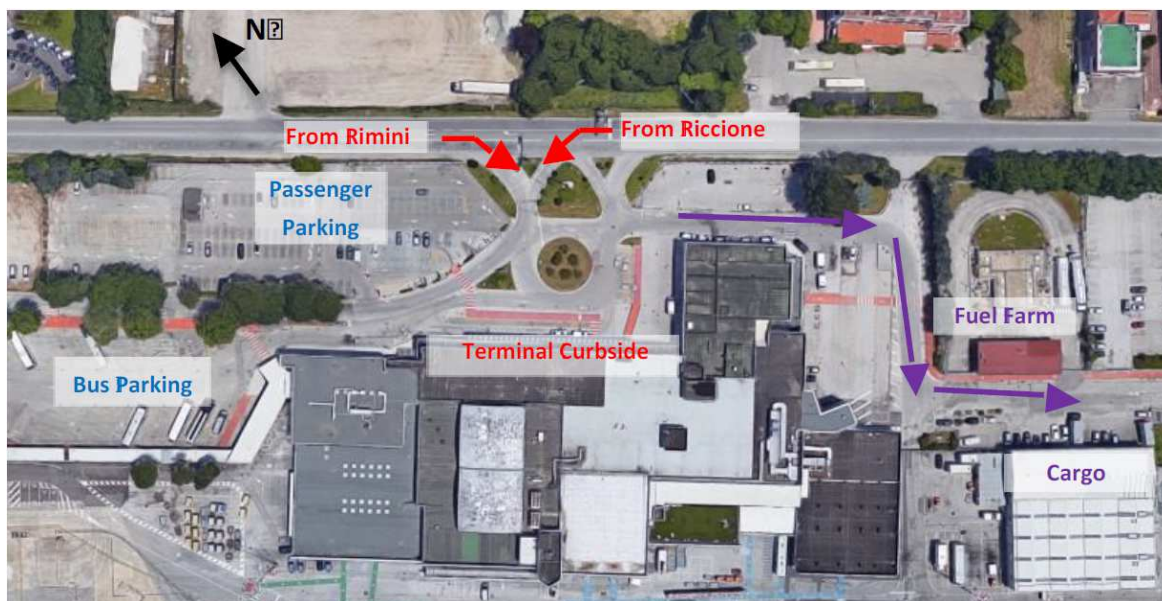 N⍰
From Rimini
From Riccione
Passenger
Parking
Fuel Farm
Terminal Curbside
Bus Parking
Cargo